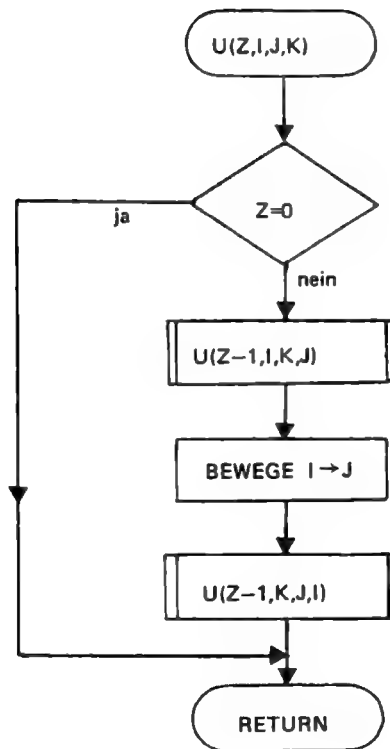 U(Z,I,J,K)
Z=0
ja
nein
U(Z−1,I,K,J)
BEWEGE I→J
U(Z−1,K,J,I)
RETURN